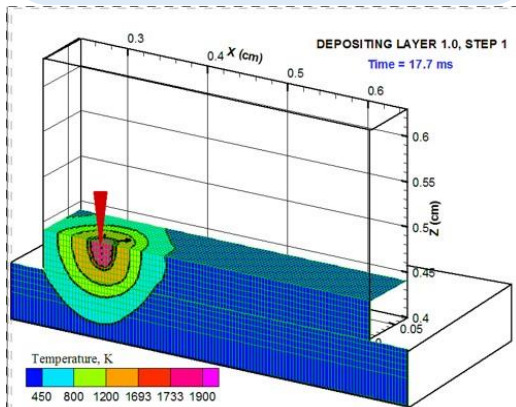 DEPOSITING LAYER 1.0, STEP 1
Time = 17.7 ms
X (cm)
0.3
0.4
0.5
0.6
0.6
0.55
0.5
0.45
0.4
Z (cm)
0.05
0
Temperature, K
450 800 1200 1693 1733 1900